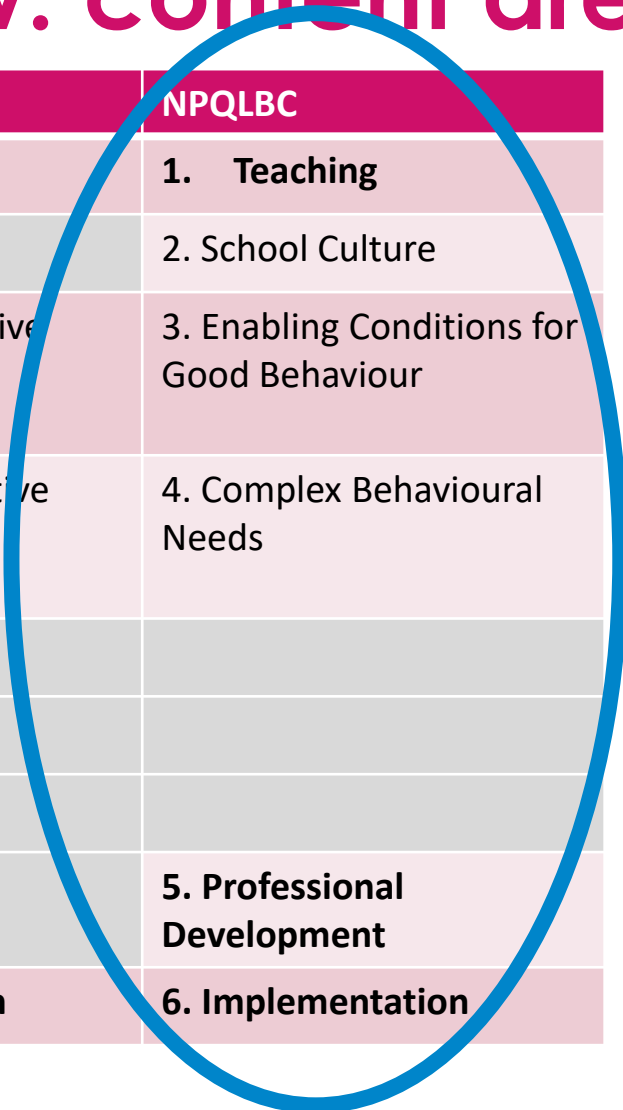 NPQLBC
1. Teaching
2. School Culture
3. Enabling Conditions for
Good Behaviour
4. Complex Behavioural
Needs
5. Professional
Development
6. Implementation